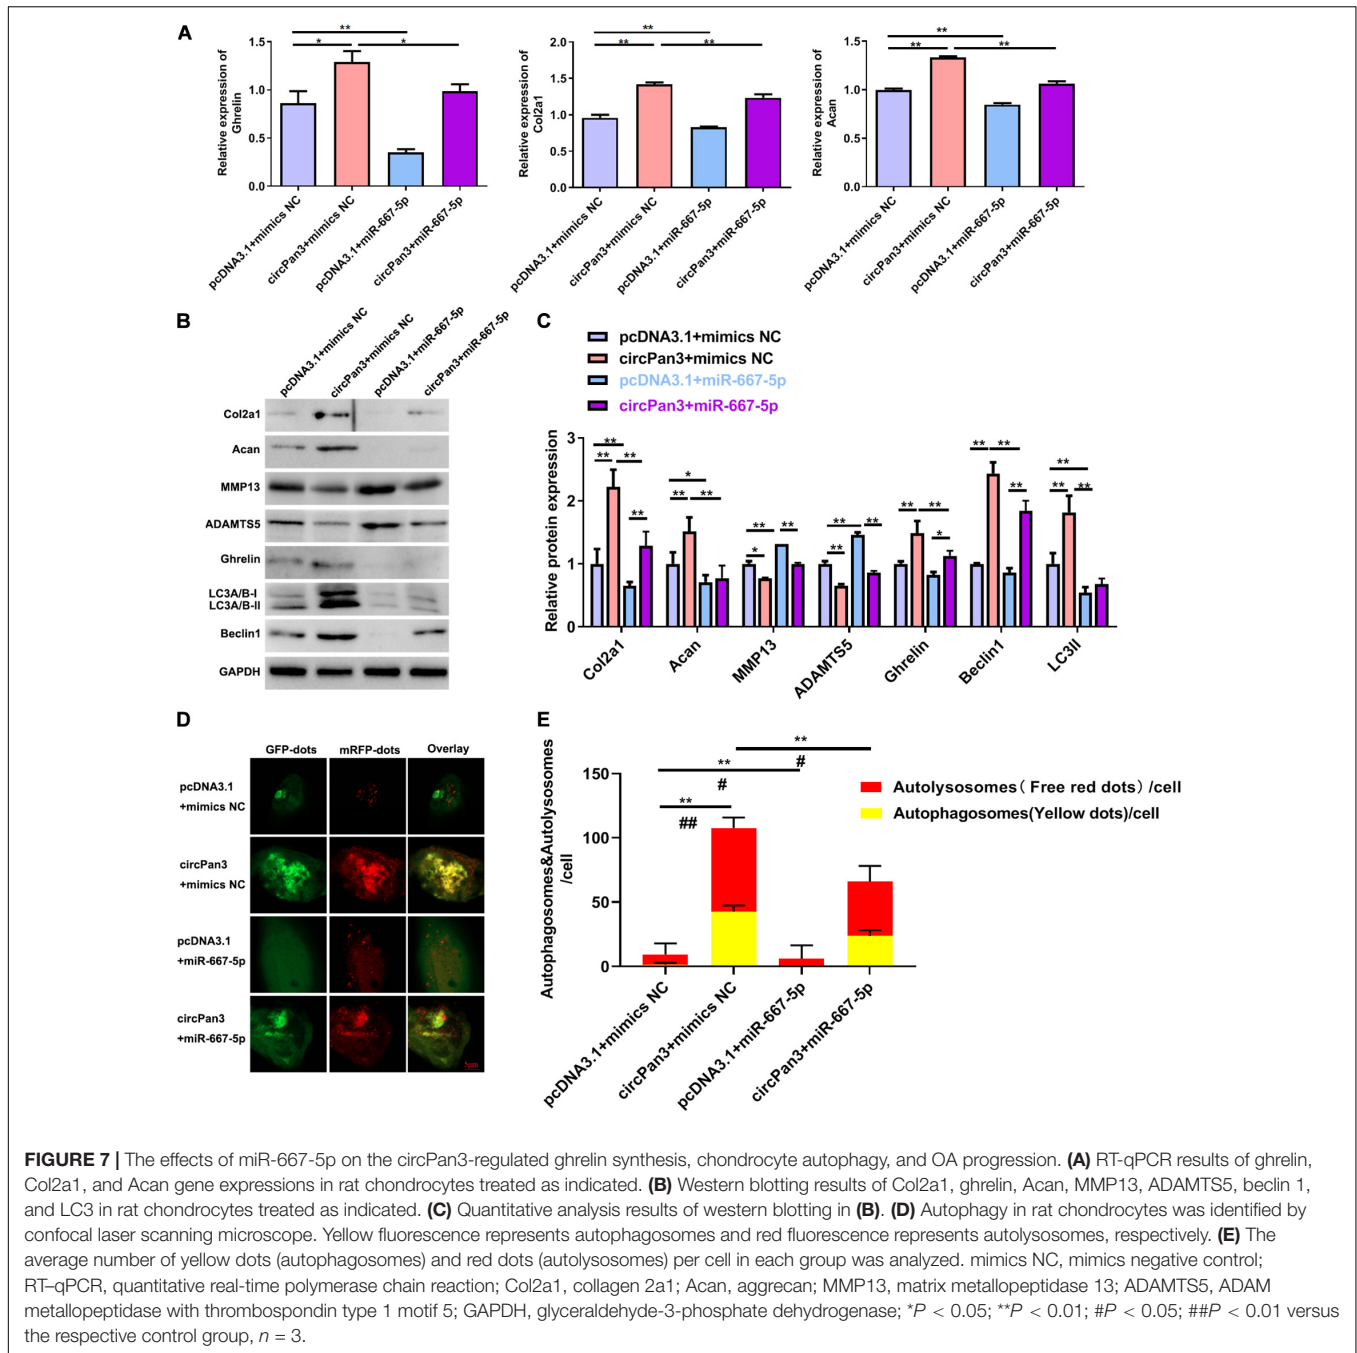 A
Relative expression of
Ghrelin
1.5
1.0
0.5
0.0
**
*
*
pcDNA3.1+mimics NC
circPan3+mimics NC
pcDNA3.1+miR-667-5p
circPan3+miR-667-5p
Relative expression of
Col2a1
2.0
1.5
1.0
0.5
0.0
**
**
**
pcDNA3.1+mimics NC
circPan3+mimics NC
pcDNA3.1+miR-667-5p
circPan3+miR-667-5p
Relative expression of
Acan
1.5
1.0
0.5
0.0
**
**
**
pcDNA3.1+mimics NC
circPan3+mimics NC
pcDNA3.1+miR-667-5p
circPan3+miR-667-5p
B
pcDNA3.1+mimics NC
circPan3+mimics NC
pcDNA3.1+miR-667-5p
circPan3+miR-667-5p
Col2a1
Acan
MMP13
ADAMTS5
Ghrelin
LC3A/B-I
LC3A/B-II
Beclin1
GAPDH
C
pcDNA3.1+mimics NC
circPan3+mimics NC
pcDNA3.1+miR-667-5p
circPan3+miR-667-5p
Relative protein expression
3
2
1
0
**
**
**
**
*
**
**
**
*
**
**
**
**
**
**
*
**
**
**
**
**
**
Col2a1
Acan
MMP13
ADAMTS5
Ghrelin
Beclin1
LC3II
D
GFP-dots mRFP-dots Overlay
pcDNA3.1
+mimics NC
circPan3
+mimics NC
pcDNA3.1
+miR-667-5p
circPan3
+miR-667-5p
5μm
E
Autophagosomes&Autolysosomes
/cell
150
100
50
0
**
**
#
#
**
##
Autolysosomes( Free red dots) /cell
Autophagosomes(Yellow dots)/cell
pcDNA3.1+mimics NC
circPan3+mimics NC
pcDNA3.1+miR-667-5p
circPan3+miR-667-5p
FIGURE 7 | The effects of miR-667-5p on the circPan3-regulated ghrelin synthesis, chondrocyte autophagy, and OA progression. (A) RT-qPCR results of ghrelin,
Col2a1, and Acan gene expressions in rat chondrocytes treated as indicated. (B) Western blotting results of Col2a1, ghrelin, Acan, MMP13, ADAMTS5, beclin 1,
and LC3 in rat chondrocytes treated as indicated. (C) Quantitative analysis results of western blotting in (B). (D) Autophagy in rat chondrocytes was identified by
confocal laser scanning microscope. Yellow fluorescence represents autophagosomes and red fluorescence represents autolysosomes, respectively. (E) The
average number of yellow dots (autophagosomes) and red dots (autolysosomes) per cell in each group was analyzed. mimics NC, mimics negative control;
RT–qPCR, quantitative real-time polymerase chain reaction; Col2a1, collagen 2a1; Acan, aggrecan; MMP13, matrix metallopeptidase 13; ADAMTS5, ADAM
metallopeptidase with thrombospondin type 1 motif 5; GAPDH, glyceraldehyde-3-phosphate dehydrogenase; *P < 0.05; **P < 0.01; #P < 0.05; ##P < 0.01 versus
the respective control group, n = 3.